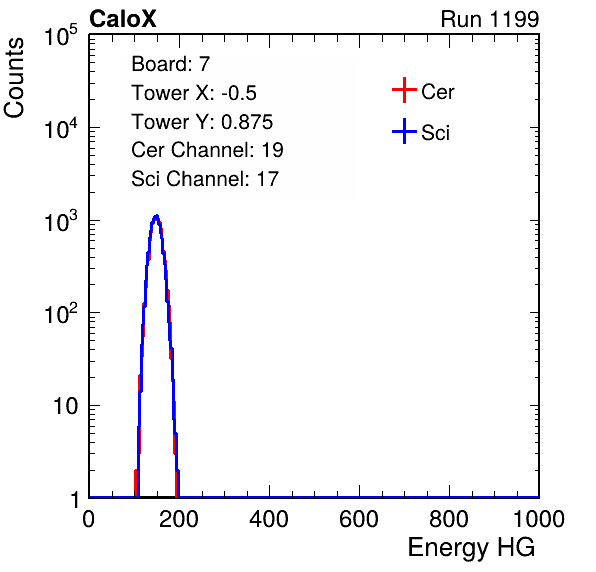 CaloX Run 1199
Counts
Board: 7
Tower X: -0.5
Tower Y: 0.875
Cer Channel: 19
Sci Channel: 17
Cer
Sci
10^5
10^4
10^3
10^2
10
1
0 200 400 600 800 1000
Energy HG